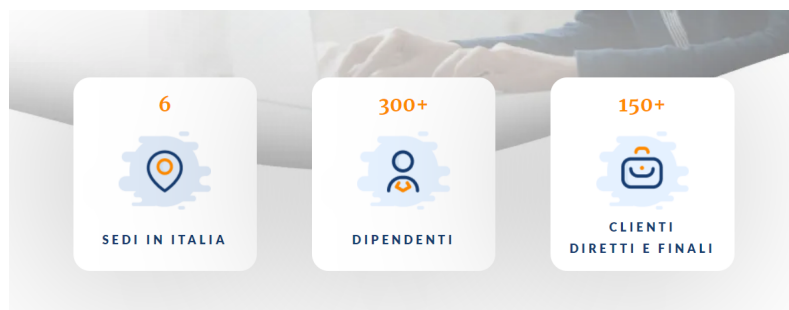 6
SEDI IN ITALIA
300+
DIPENDENTI
150+
CLIENTI
DIRETTI E FINALI